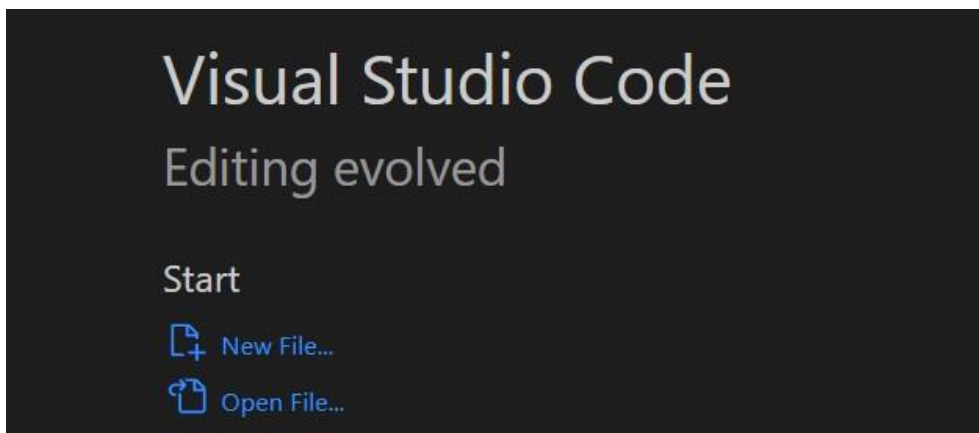 Visual Studio Code
Editing evolved
Start
New File...
Open File...